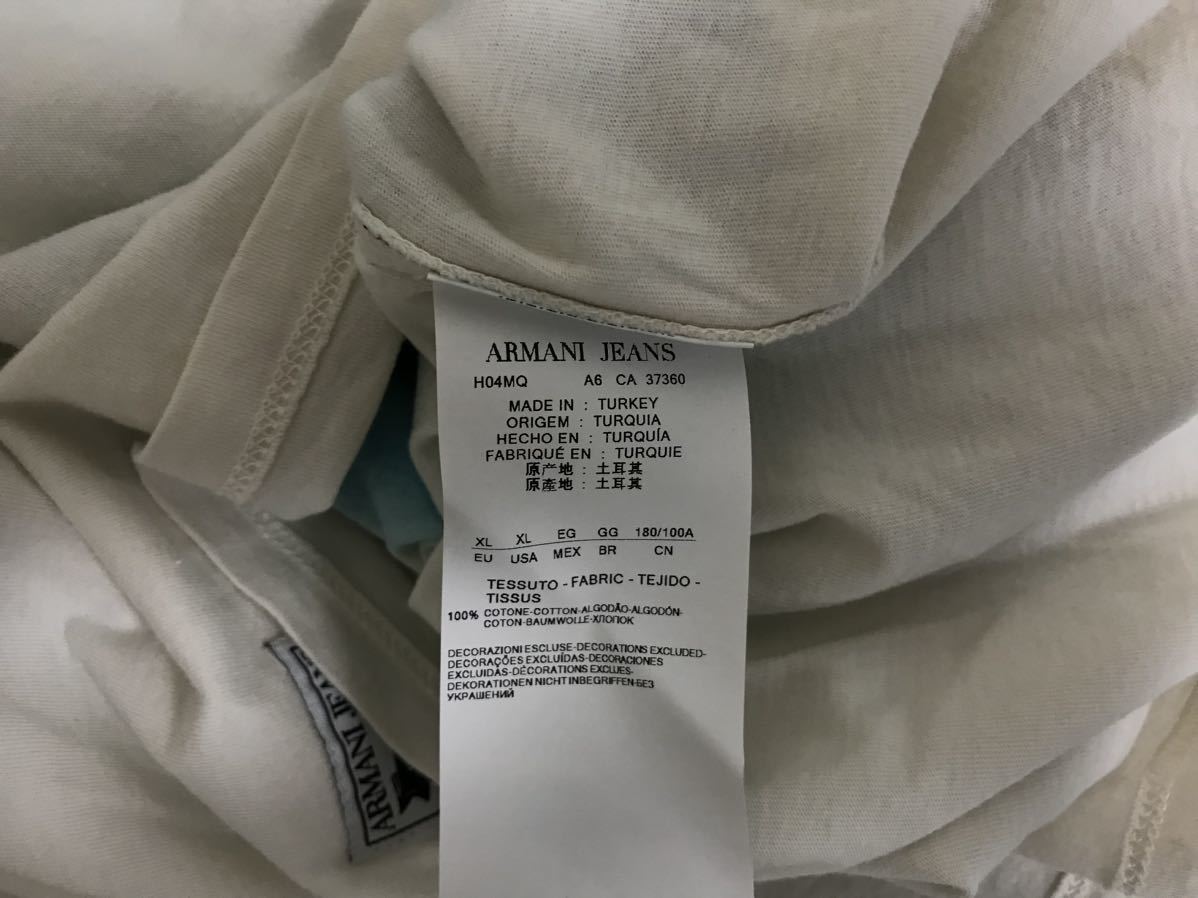 ARMANI JEANS
H04MQ A6 CA 37360
MADE IN : TURKEY
ORIGEM : TURQUIA
HECHO EN : TURQUÍA
FABRIQUÉ EN : TURQUIE
原产地 : 土耳其
原產地 : 土耳其
XL XL EG GG 180/100A
EU USA MEX BR CN
TESSUTO - FABRIC - TEJIDO -
TISSUS
100% COTONE-COTTON-ALGODÃO-ALGODÓN-
COTON-BAUMWOLLE-ХЛОПОК
DECORAZIONI ESCLUSE-DECORATIONS EXCLUDED-
DECORAÇÕES EXCLUÍDAS-DECORACIONES
EXCLUIDAS-DÉCORATIONS EXCLUES-
DEKORATIONEN NICHT INBEGRIFFEN-БЕЗ
УКРАШЕНИЙ
ARMANI JEANS